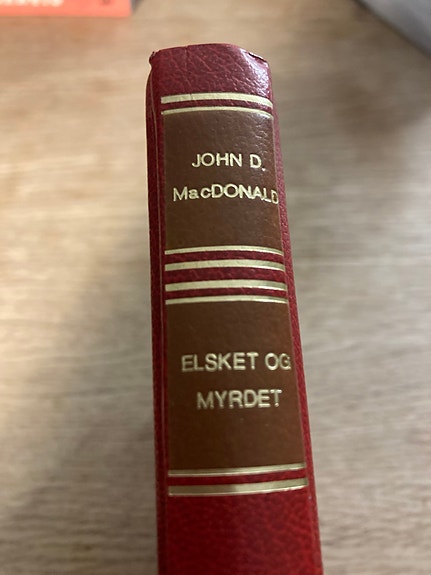 JOHN D.
MacDONALD
ELSKET OG
MYRDET